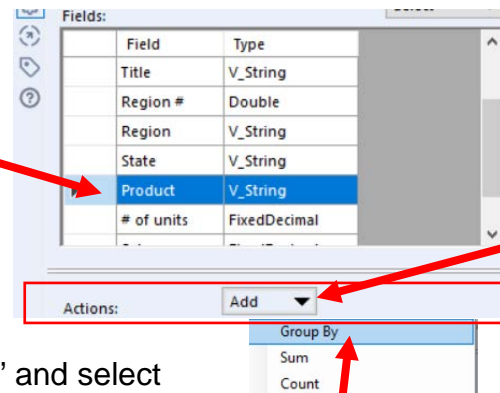 Fields:
Field Type
Title V_String
Region # Double
Region V_String
State V_String
Product V_String
# of units FixedDecimal
Actions: Add
Group By
Sum
Count
” and select